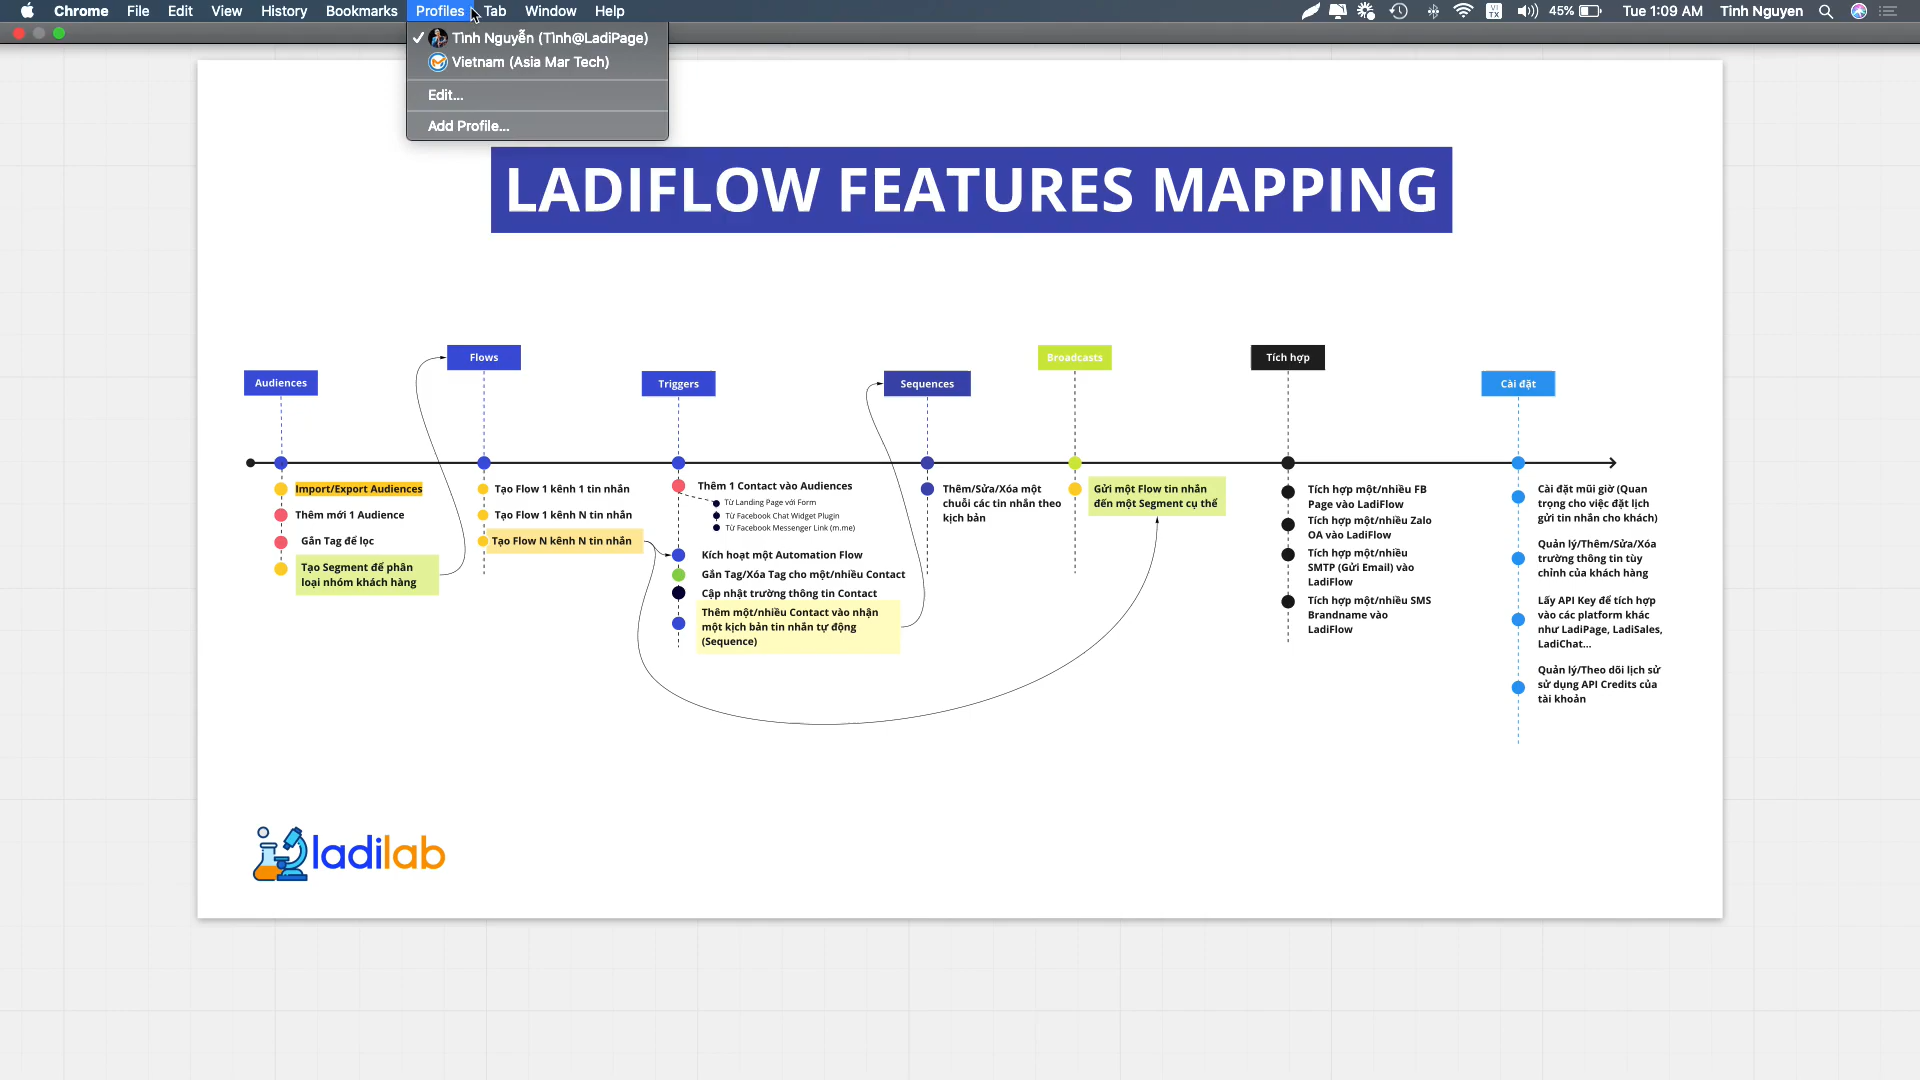 Chrome File Edit View History Bookmarks Profiles Tab Window Help
VI
TX
45%
Tue 1:09 AM
Tinh Nguyen
Tình Nguyễn (Tình@LadiPage)
Vietnam (Asia Mar Tech)
Edit...
Add Profile...
LADIFLOW FEATURES MAPPING
Audiences
Import/Export Audiences
Thêm mới 1 Audience
Gắn Tag để lọc
Tạo Segment để phân
loại nhóm khách hàng
Flows
Tạo Flow 1 kênh 1 tin nhắn
Tạo Flow 1 kênh N tin nhắn
Tạo Flow N kênh N tin nhắn
Triggers
Thêm 1 Contact vào Audiences
Từ Landing Page với Form
Từ Facebook Chat Widget Plugin
Từ Facebook Messenger Link (m.me)
Kích hoạt một Automation Flow
Gắn Tag/Xóa Tag cho một/nhiều Contact
Cập nhật trường thông tin Contact
Thêm một/nhiều Contact vào nhận
một kịch bản tin nhắn tự động
(Sequence)
Sequences
Thêm/Sửa/Xóa một
chuỗi các tin nhắn theo
kịch bản
Broadcasts
Gửi một Flow tin nhắn
đến một Segment cụ thể
Tích hợp
Tích hợp một/nhiều FB
Page vào LadiFlow
Tích hợp một/nhiều Zalo
OA vào LadiFlow
Tích hợp một/nhiều
SMTP (Gửi Email) vào
LadiFlow
Tích hợp một/nhiều SMS
Brandname vào
LadiFlow
Cài đặt
Cài đặt múi giờ (Quan
trọng cho việc đặt lịch
gửi tin nhắn cho khách)
Quản lý/Thêm/Sửa/Xóa
trường thông tin tùy
chỉnh của khách hàng
Lấy API Key để tích hợp
vào các platform khác
như LadiPage, LadiSales,
LadiChat...
Quản lý/Theo dõi lịch sử
sử dụng API Credits của
tài khoản
ladilab